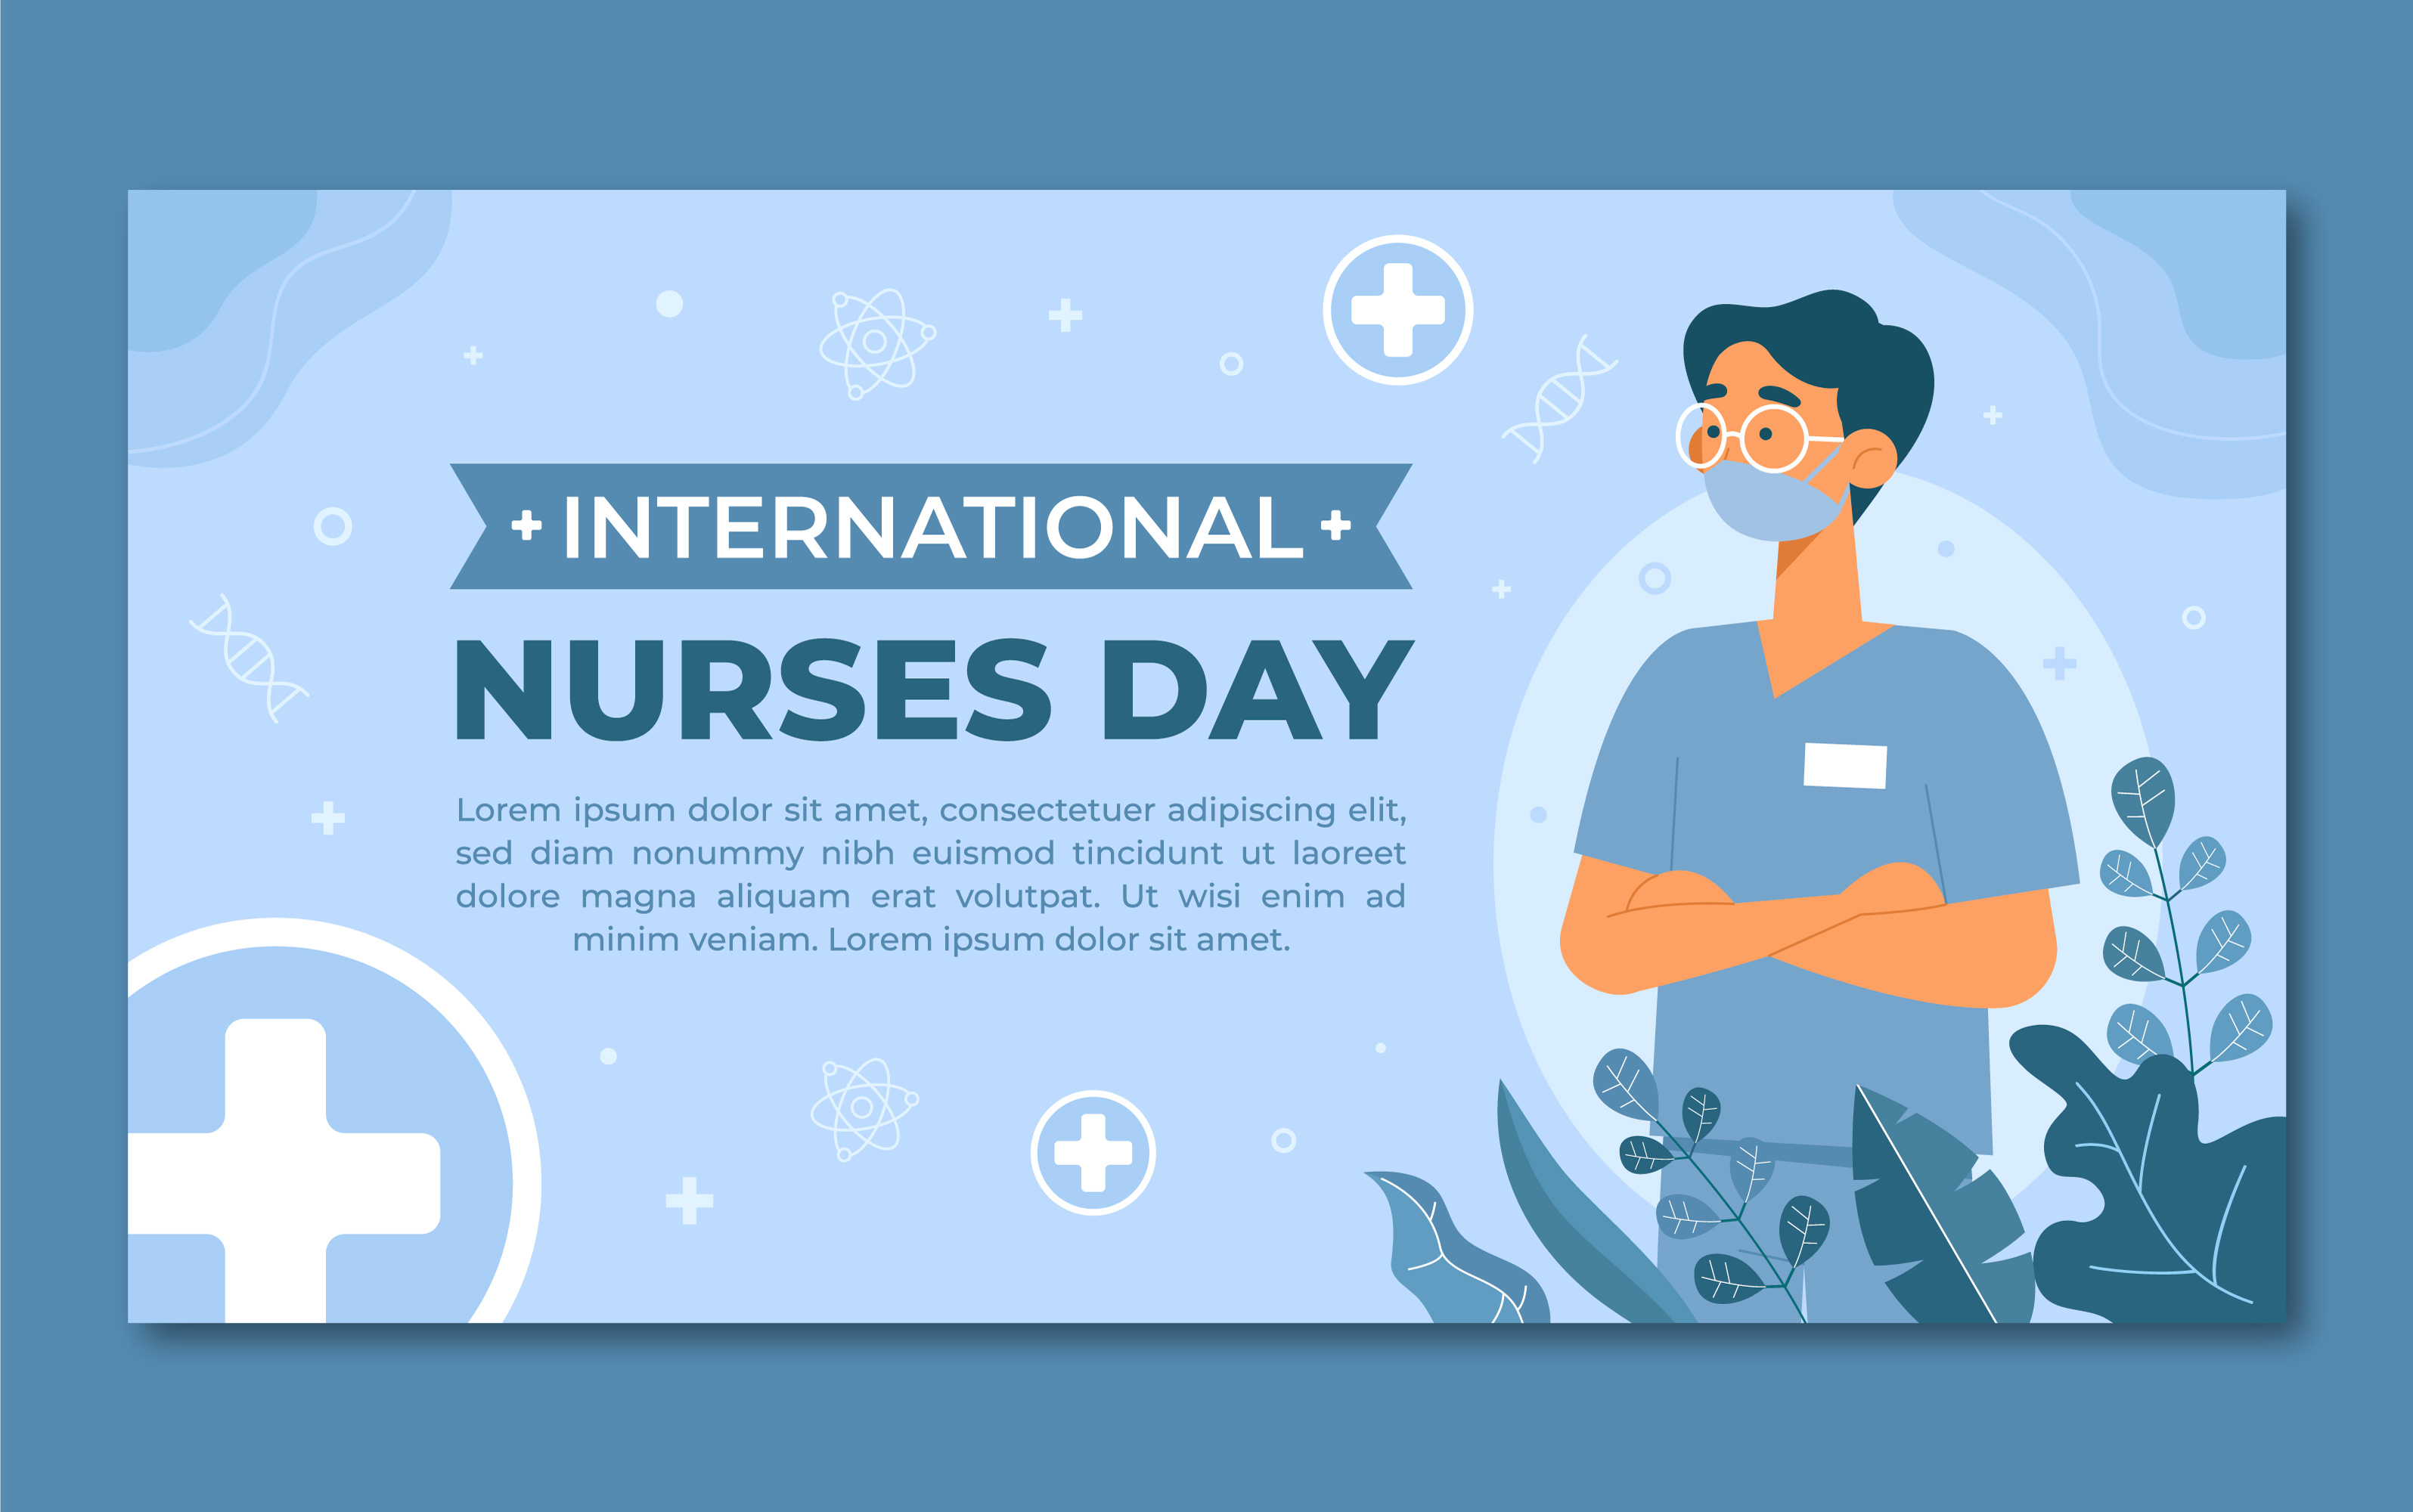 INTERNATIONAL
NURSES DAY
Lorem ipsum dolor sit amet, consectetuer adipiscing elit,
sed diam nonummy nibh euismod tincidunt ut laoreet
dolore magna aliquam erat volutpat. Ut wisi enim ad
minim veniam. Lorem ipsum dolor sit amet.